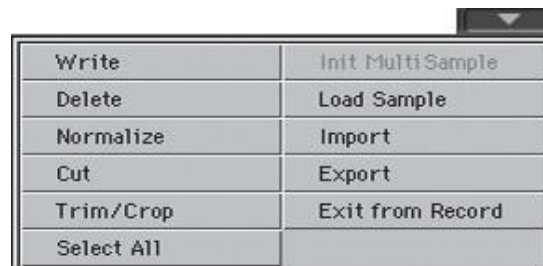 Write
Delete
Normalize
Cut
Trim/Crop
Select All
Init MultiSample
Load Sample
Import
Export
Exit from Record